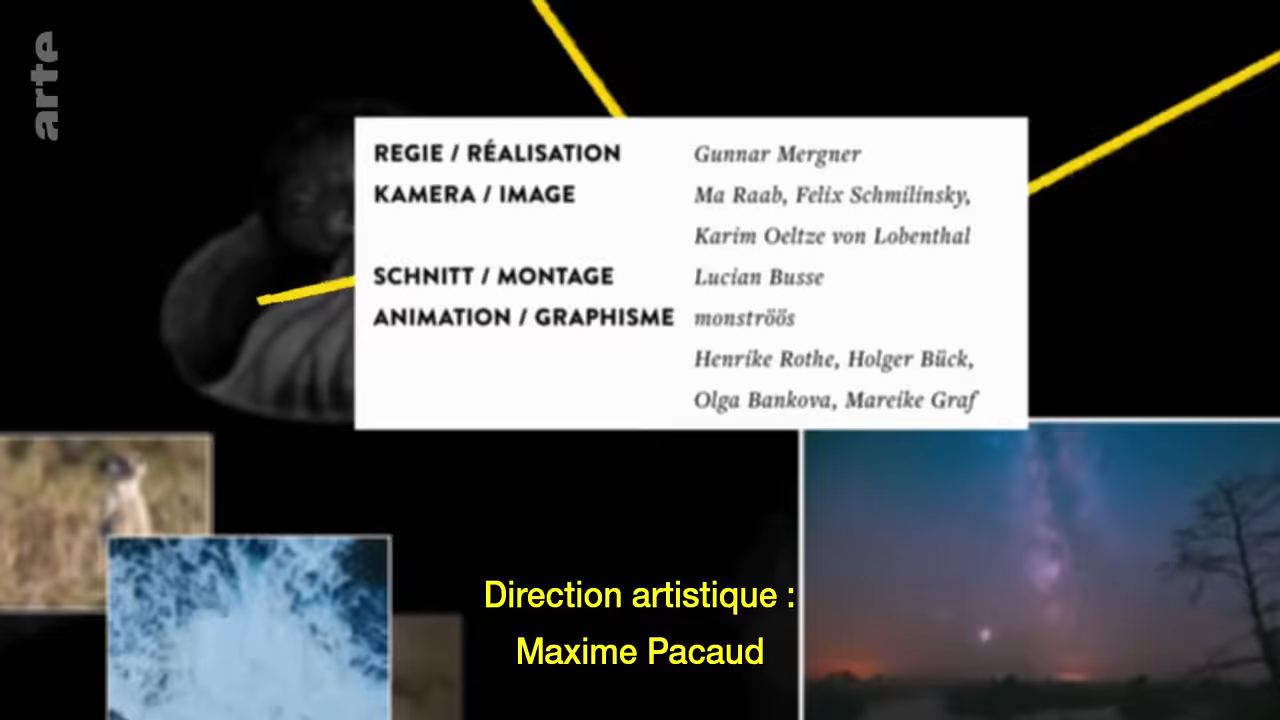 arte
REGIE / RÉALISATION Gunnar Mergner
KAMERA / IMAGE Ma Raab, Felix Schmilinsky,
Karim Oeltze von Lobenthal
SCHNITT / MONTAGE Lucian Busse
ANIMATION / GRAPHISME monströös
Henrike Rothe, Holger Bück,
Olga Bankova, Mareike Graf
Direction artistique :
Maxime Pacaud